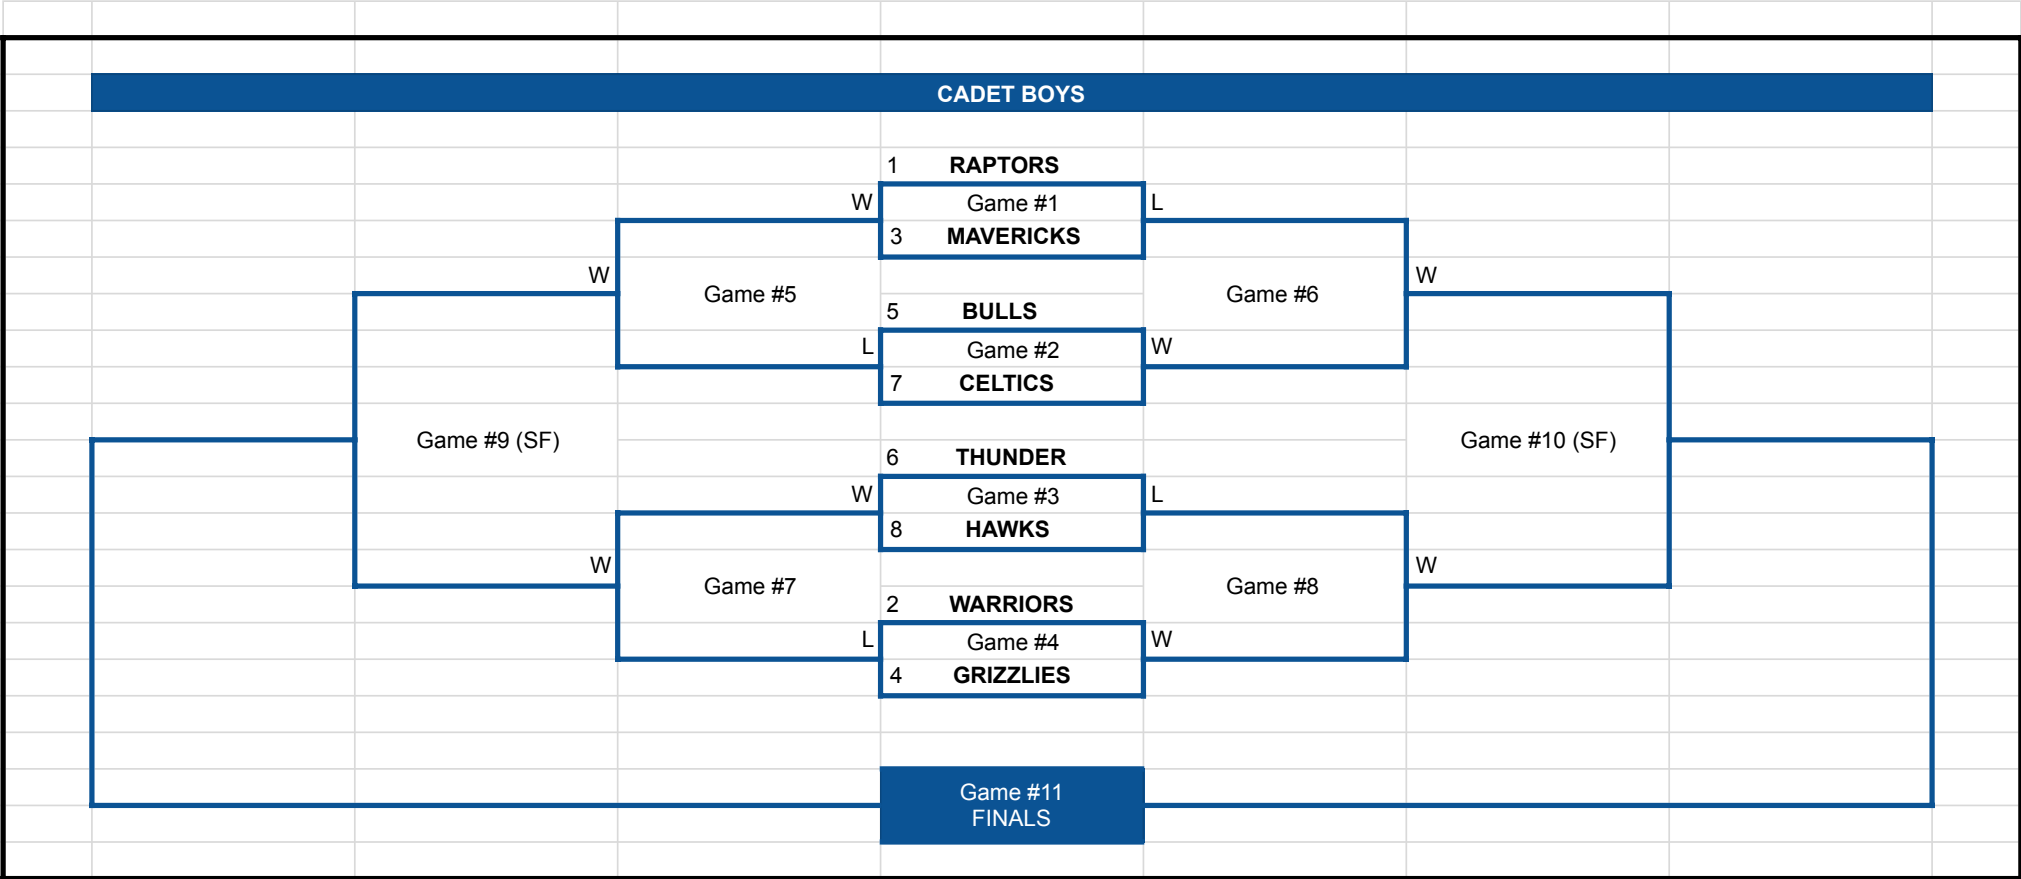 CADET BOYS
1 RAPTORS
W Game #1 L
3 MAVERICKS
W Game #5 Game #6 W
5 BULLS
L Game #2 W
7 CELTICS
Game #9 (SF) Game #10 (SF)
6 THUNDER
W Game #3 L
8 HAWKS
W W
Game #7 Game #8
2 WARRIORS
L Game #4 W
4 GRIZZLIES
Game #11
FINALS